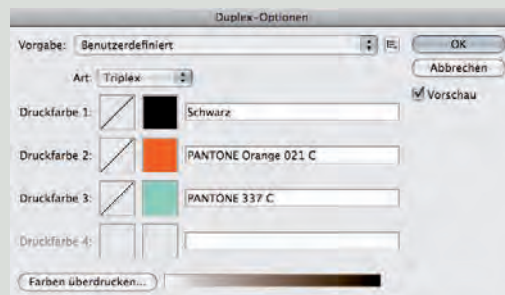 Duplex-Optionen
Vorgabe: Benutzerdefiniert
OK
Abbrechen
Vorschau
Art: Triplex
Druckfarbe 1: Schwarz
Druckfarbe 2: PANTONE Orange 021 C
Druckfarbe 3: PANTONE 337 C
Druckfarbe 4:
Farben überdrucken...